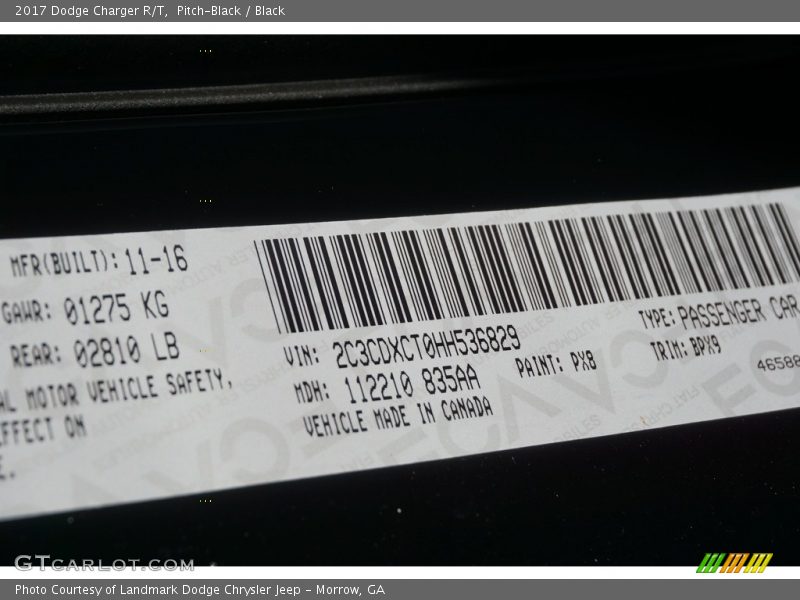 2017 Dodge Charger R/T, Pitch-Black / Black
MFR(BUILT): 11-16
GAWR: 01275 KG
REAR: 02810 LB
AL MOTOR VEHICLE SAFETY,
EFFECT ON
E.
VIN: 2C3CDXCT0HH536829
MDH: 112210 835AA
VEHICLE MADE IN CANADA
PAINT: PX8
TYPE: PASSENGER CAR
TRIM: BPX9
46588
GTCARLOT.COM
Photo Courtesy of Landmark Dodge Chrysler Jeep - Morrow, GA